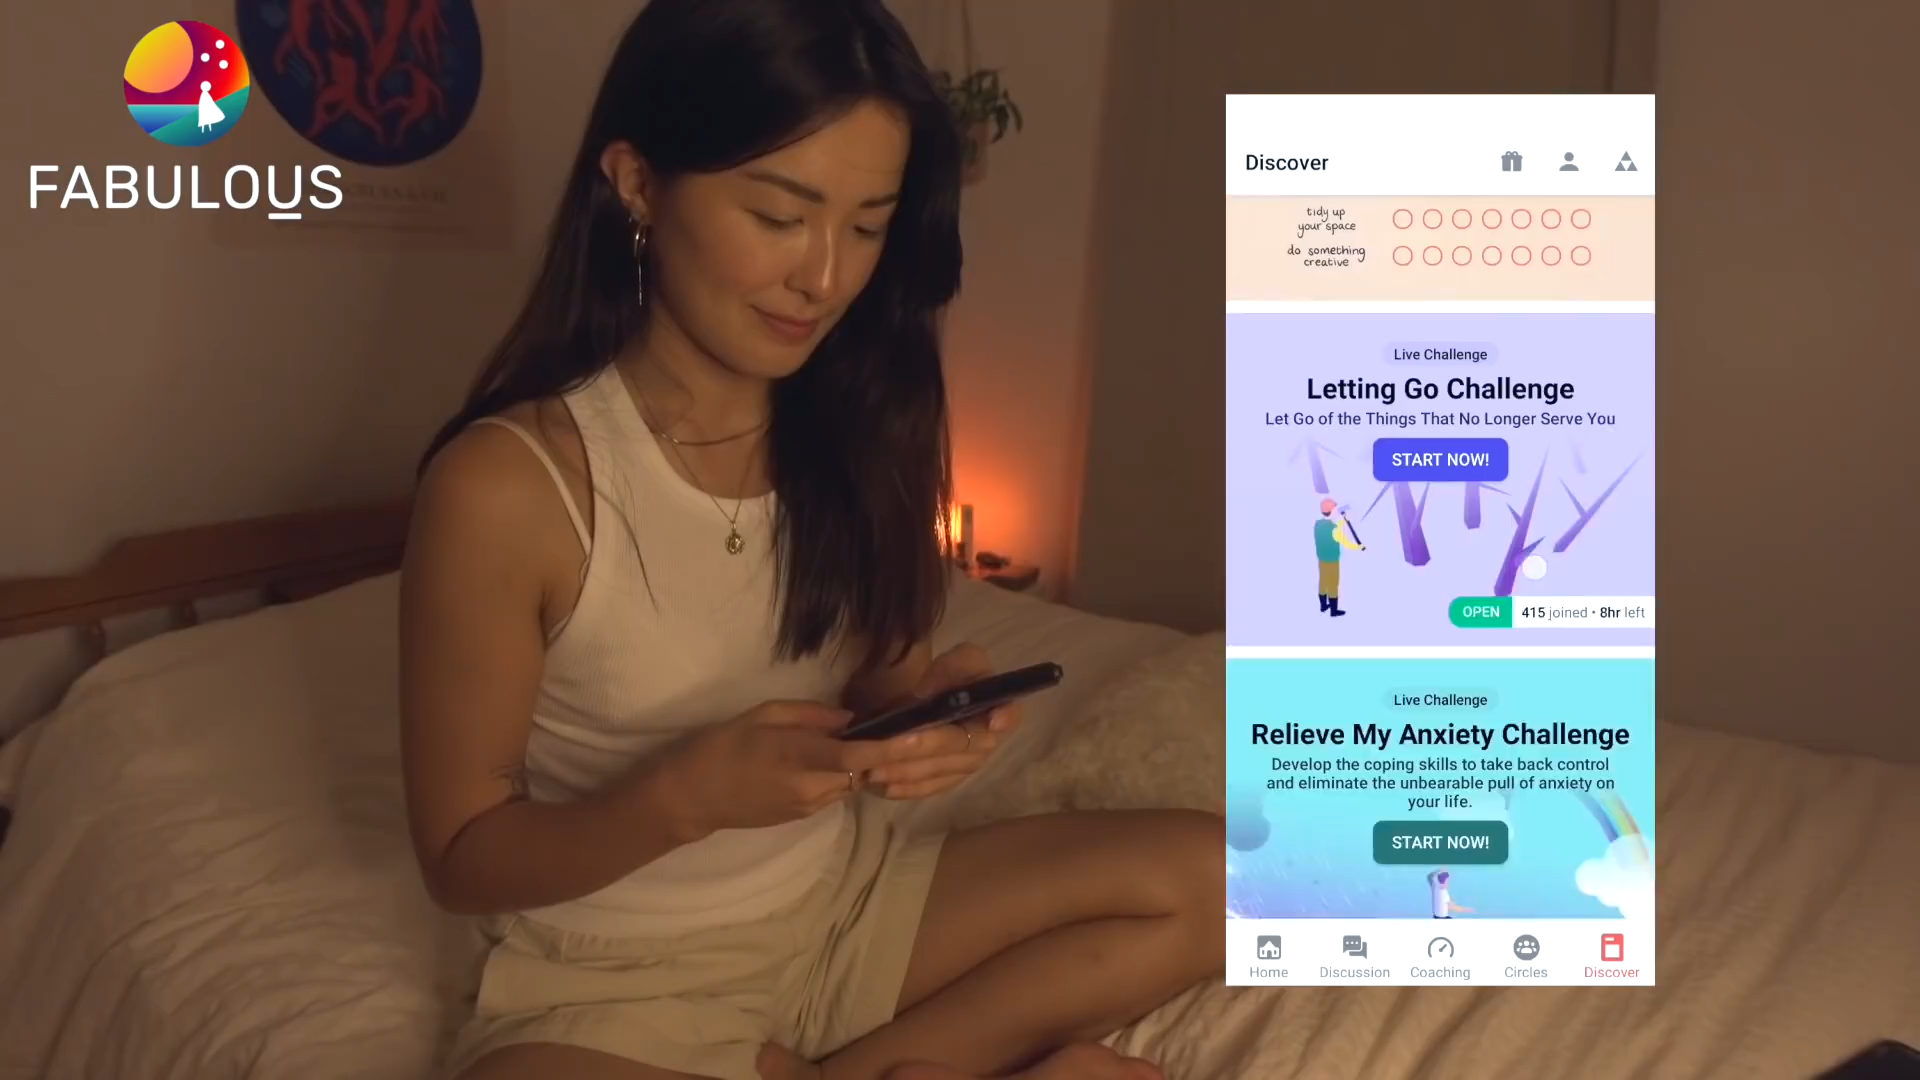 FABULOUS
Discover
tidy up
your space
do something
creative
Live Challenge
Letting Go Challenge
Let Go of the Things That No Longer Serve You
START NOW!
OPEN 415 joined • 8hr left
Live Challenge
Relieve My Anxiety Challenge
Develop the coping skills to take back control
and eliminate the unbearable pull of anxiety on
your life.
START NOW!
Home Discussion Coaching Circles Discover